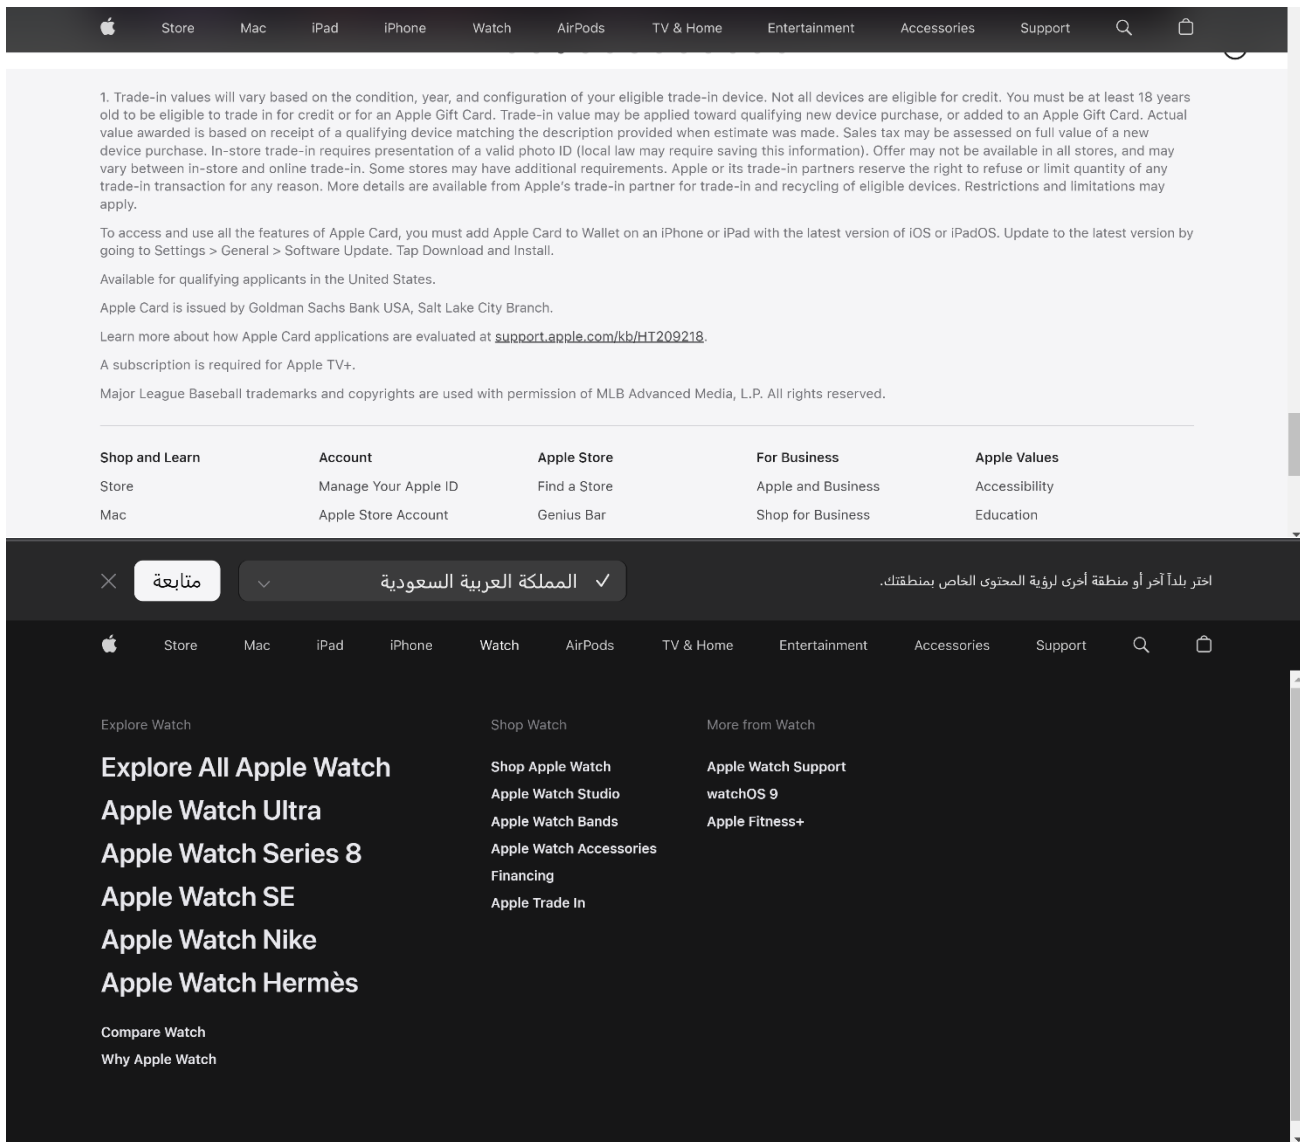 Store Mac iPad iPhone Watch AirPods TV & Home Entertainment Accessories Support
1. Trade-in values will vary based on the condition, year, and configuration of your eligible trade-in device. Not all devices are eligible for credit. You must be at least 18 years
old to be eligible to trade in for credit or for an Apple Gift Card. Trade-in value may be applied toward qualifying new device purchase, or added to an Apple Gift Card. Actual
value awarded is based on receipt of a qualifying device matching the description provided when estimate was made. Sales tax may be assessed on full value of a new
device purchase. In-store trade-in requires presentation of a valid photo ID (local law may require saving this information). Offer may not be available in all stores, and may
vary between in-store and online trade-in. Some stores may have additional requirements. Apple or its trade-in partners reserve the right to refuse or limit quantity of any
trade-in transaction for any reason. More details are available from Apple's trade-in partner for trade-in and recycling of eligible devices. Restrictions and limitations may
apply.
To access and use all the features of Apple Card, you must add Apple Card to Wallet on an iPhone or iPad with the latest version of iOS or iPadOS. Update to the latest version by
going to Settings > General > Software Update. Tap Download and Install.
Available for qualifying applicants in the United States.
Apple Card is issued by Goldman Sachs Bank USA, Salt Lake City Branch.
Learn more about how Apple Card applications are evaluated at support.apple.com/kb/HT209218.
A subscription is required for Apple TV+.
Major League Baseball trademarks and copyrights are used with permission of MLB Advanced Media, L.P. All rights reserved.
Shop and Learn Account Apple Store For Business Apple Values
Store Manage Your Apple ID Find a Store Apple and Business Accessibility
Mac Apple Store Account Genius Bar Shop for Business Education
اختر بلداً آخر أو منطقة أخرى لرؤية المحتوى الخاص بمنطقتك.
المملكة العربية السعودية
متابعة
Store Mac iPad iPhone Watch AirPods TV & Home Entertainment Accessories Support
Explore Watch
Explore All Apple Watch
Apple Watch Ultra
Apple Watch Series 8
Apple Watch SE
Apple Watch Nike
Apple Watch Hermès
Compare Watch
Why Apple Watch
Shop Watch
Shop Apple Watch
Apple Watch Studio
Apple Watch Bands
Apple Watch Accessories
Financing
Apple Trade In
More from Watch
Apple Watch Support
watchOS 9
Apple Fitness+